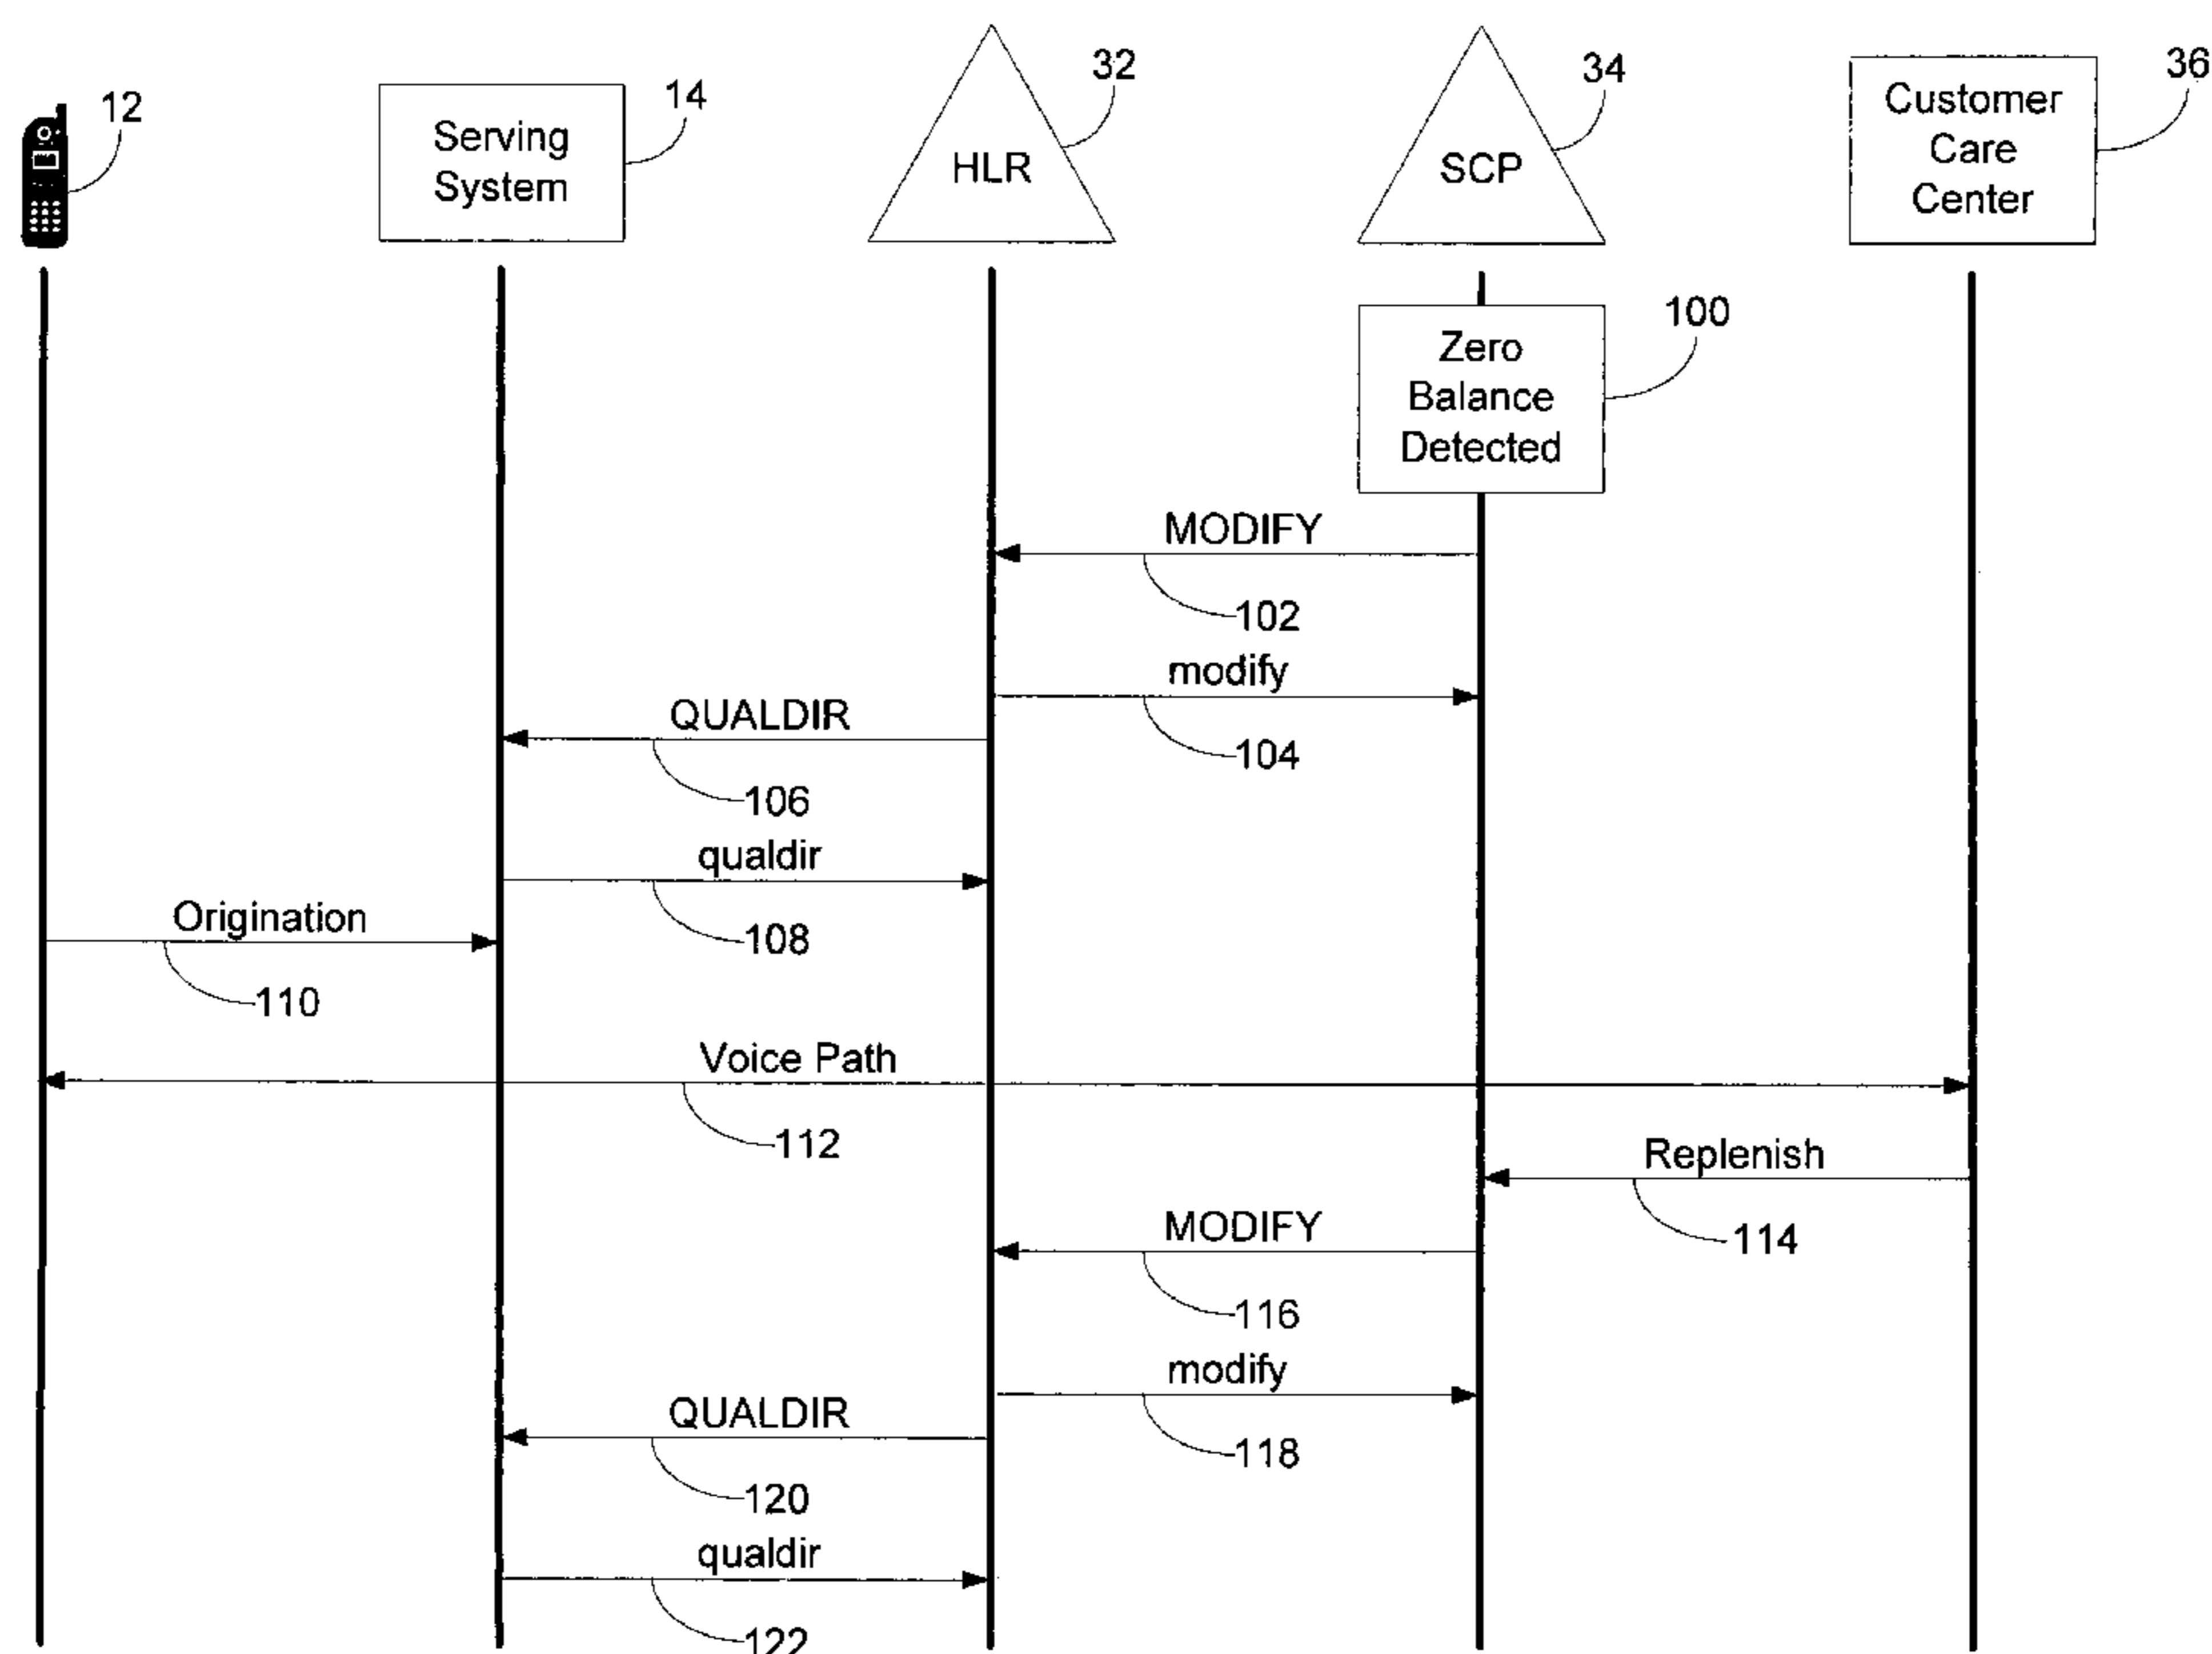 12
Serving
System
14
HLR
32
SCP
34
Customer
Care
Center
36
Zero
Balance
Detected
100
MODIFY
102
modify
104
QUALDIR
106
qualdir
108
Origination
110
Voice Path
112
Replenish
114
MODIFY
116
modify
118
QUALDIR
120
qualdir
122